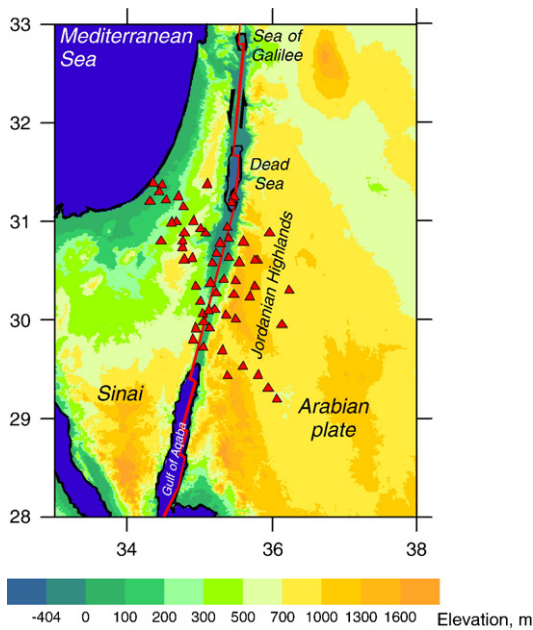 33
32
31
30
29
28
Mediterranean
Sea
Sea of
Galilee
Dead
Sea
Jordanian Highlands
Sinai
Arabian
plate
Gulf of Aqaba
34
36
38
-404
0
100
200
300
500
700
1000
1300
1600
Elevation, m